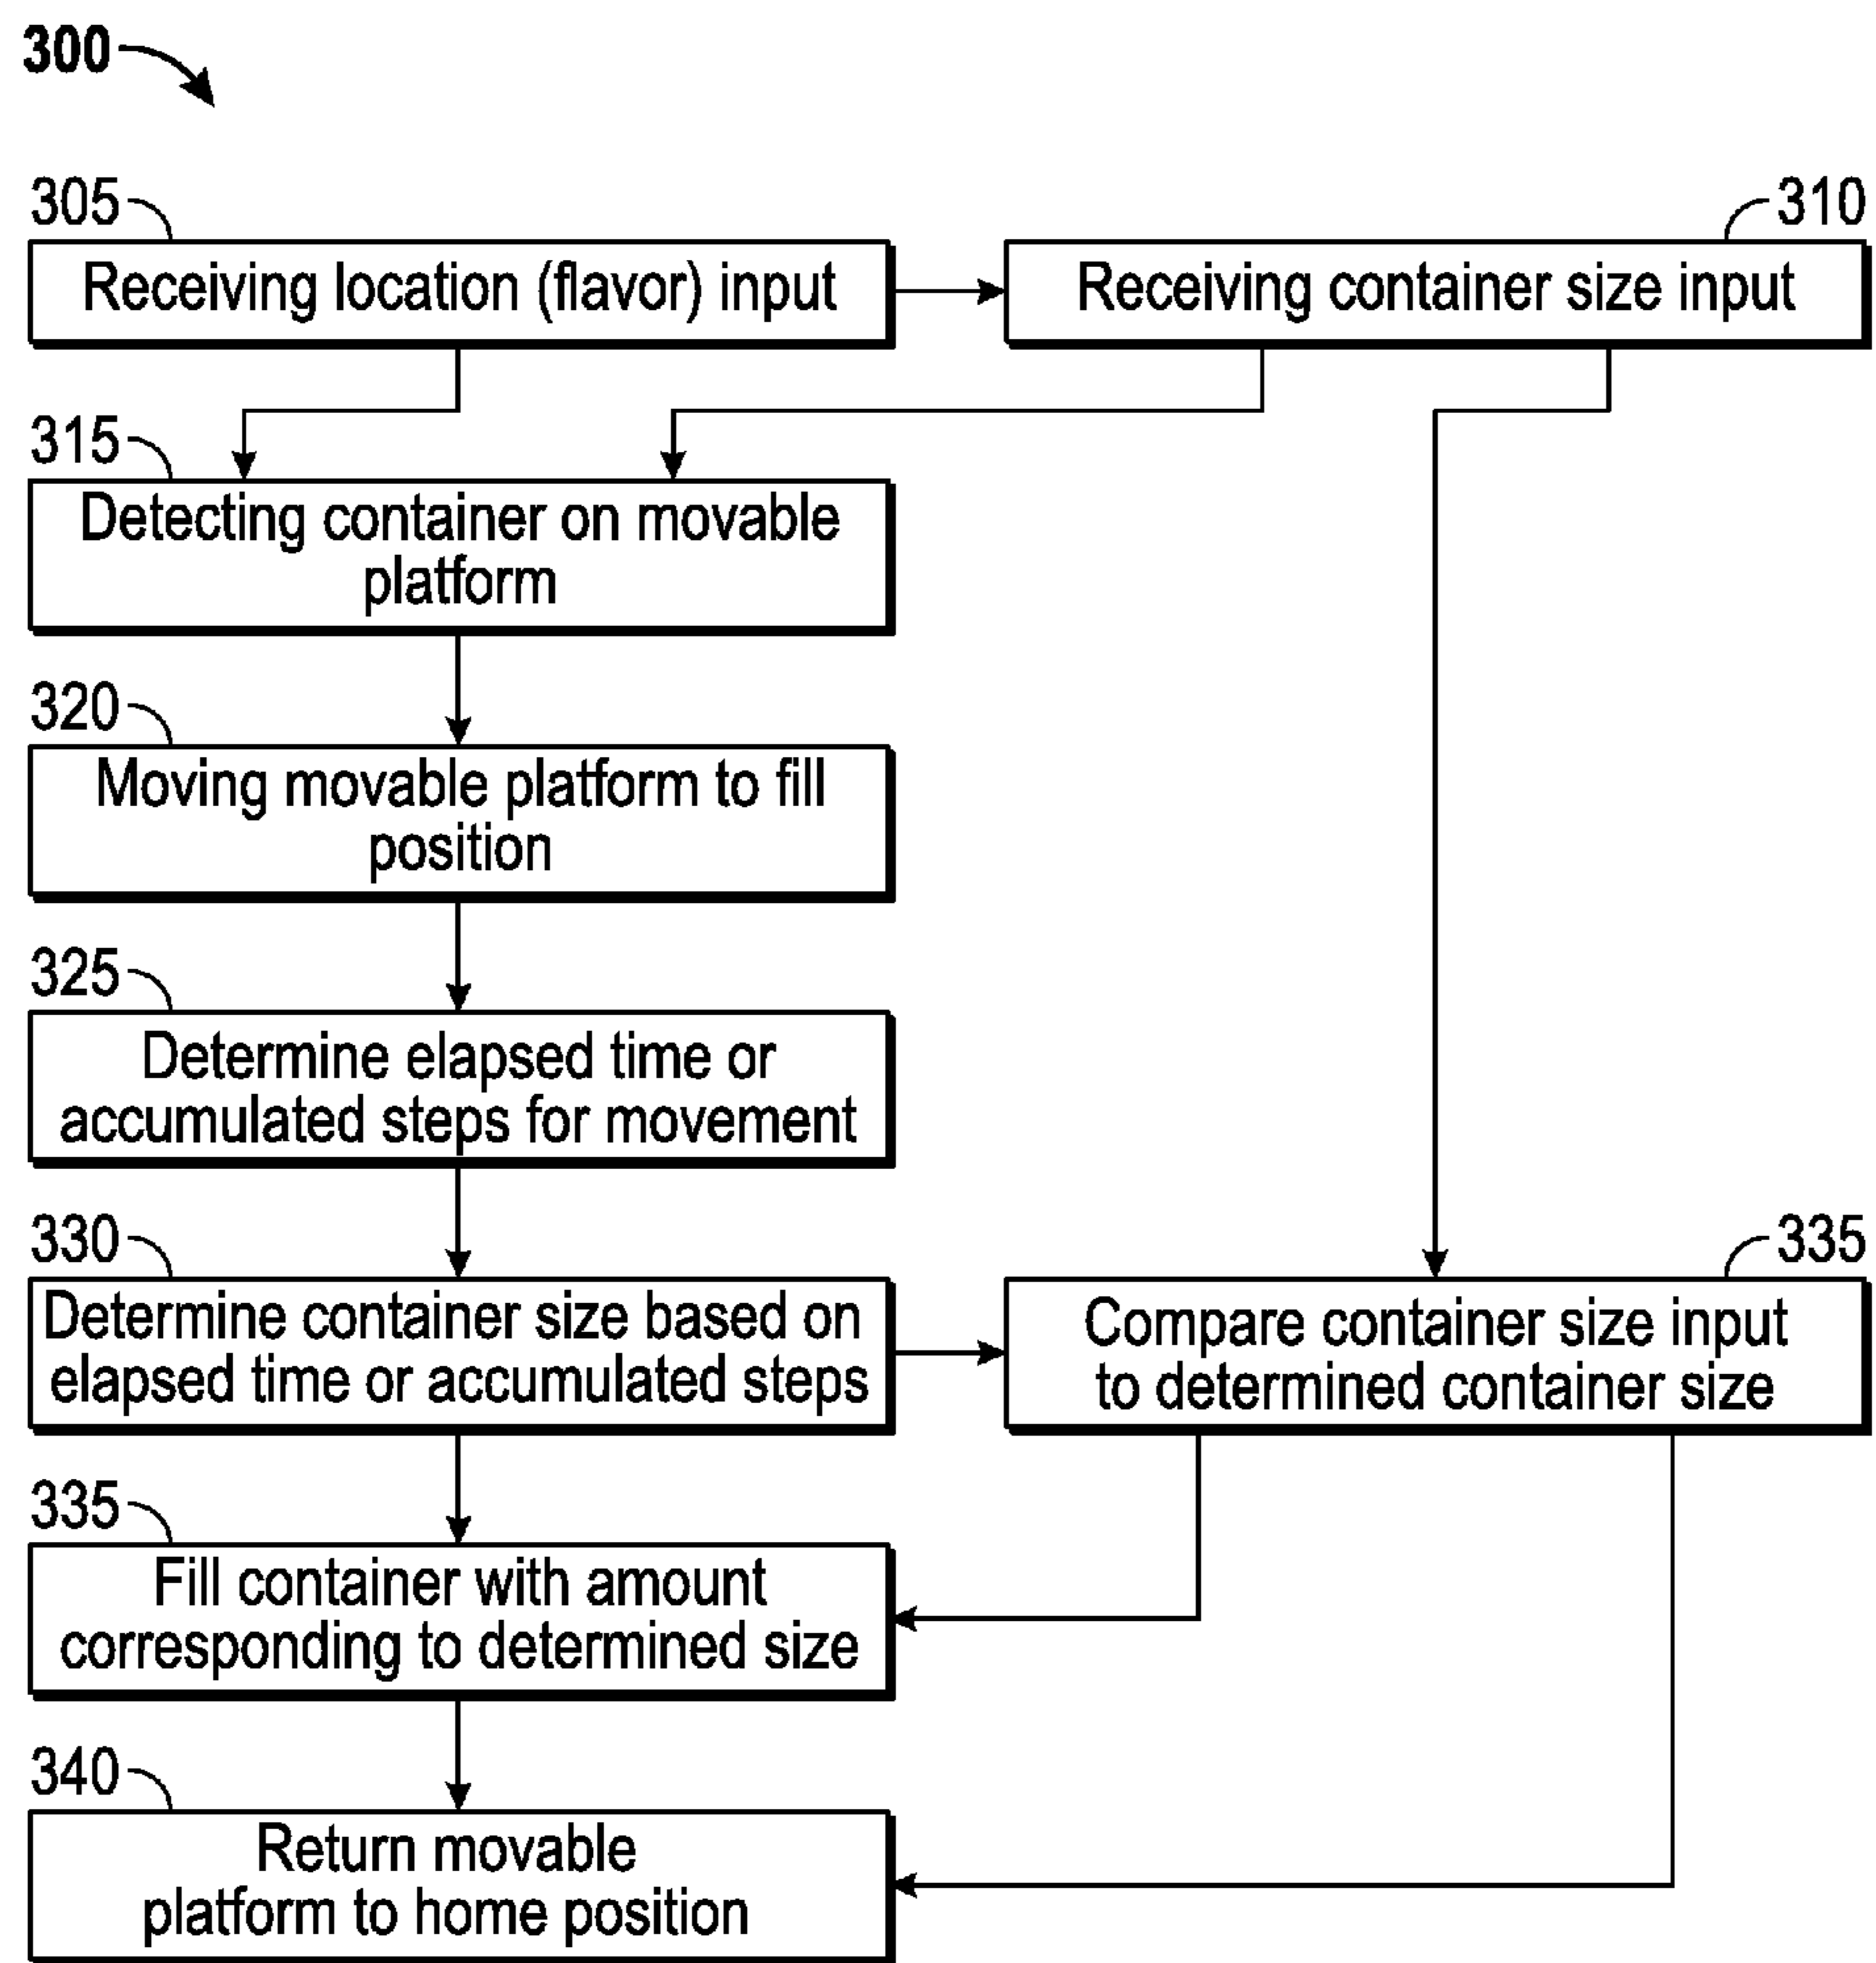 300
305
Receiving location (flavor) input
310
Receiving container size input
315
Detecting container on movable
platform
320
Moving movable platform to fill
position
325
Determine elapsed time or
accumulated steps for movement
330
Determine container size based on
elapsed time or accumulated steps
335
Compare container size input
to determined container size
335
Fill container with amount
corresponding to determined size
340
Return movable
platform to home position